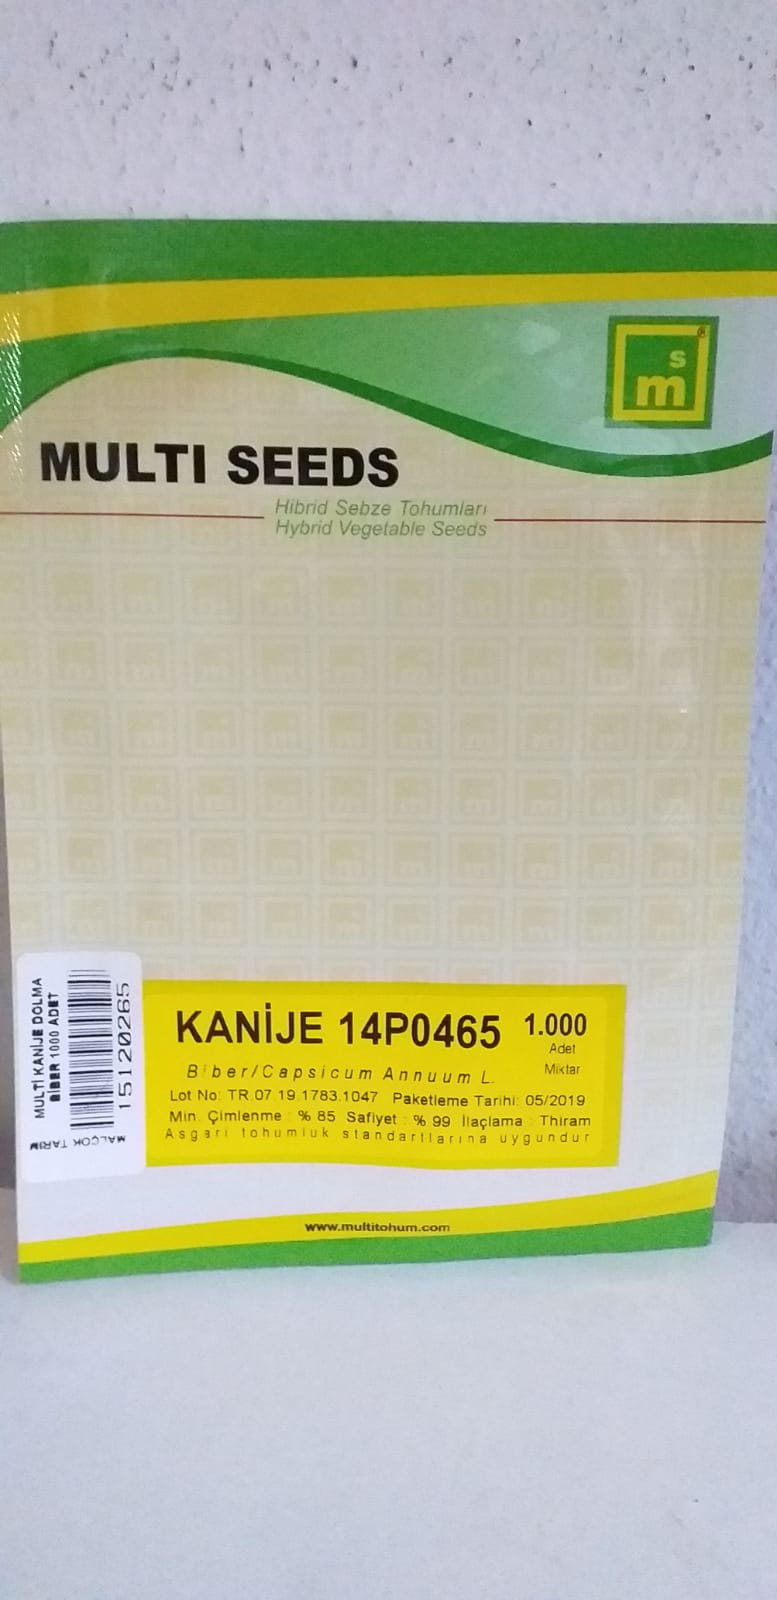 s
m
®
MULTI SEEDS
Hibrid Sebze Tohumları
Hybrid Vegetable Seeds
KANİJE 14P0465 1.000
Adet
Miktar
Biber/Capsicum Annuum L.
Lot No: TR.07.19.1783.1047 Paketleme Tarihi: 05/2019
Min. Çimlenme : % 85 Safiyet : % 99 İlaçlama : Thiram
Asgari tohumluk standartlarına uygundur
MULTİ KANİJE DOLMA
BİBER 1000 ADET
15120265
MALÇOK TARIM
www.multitohum.com